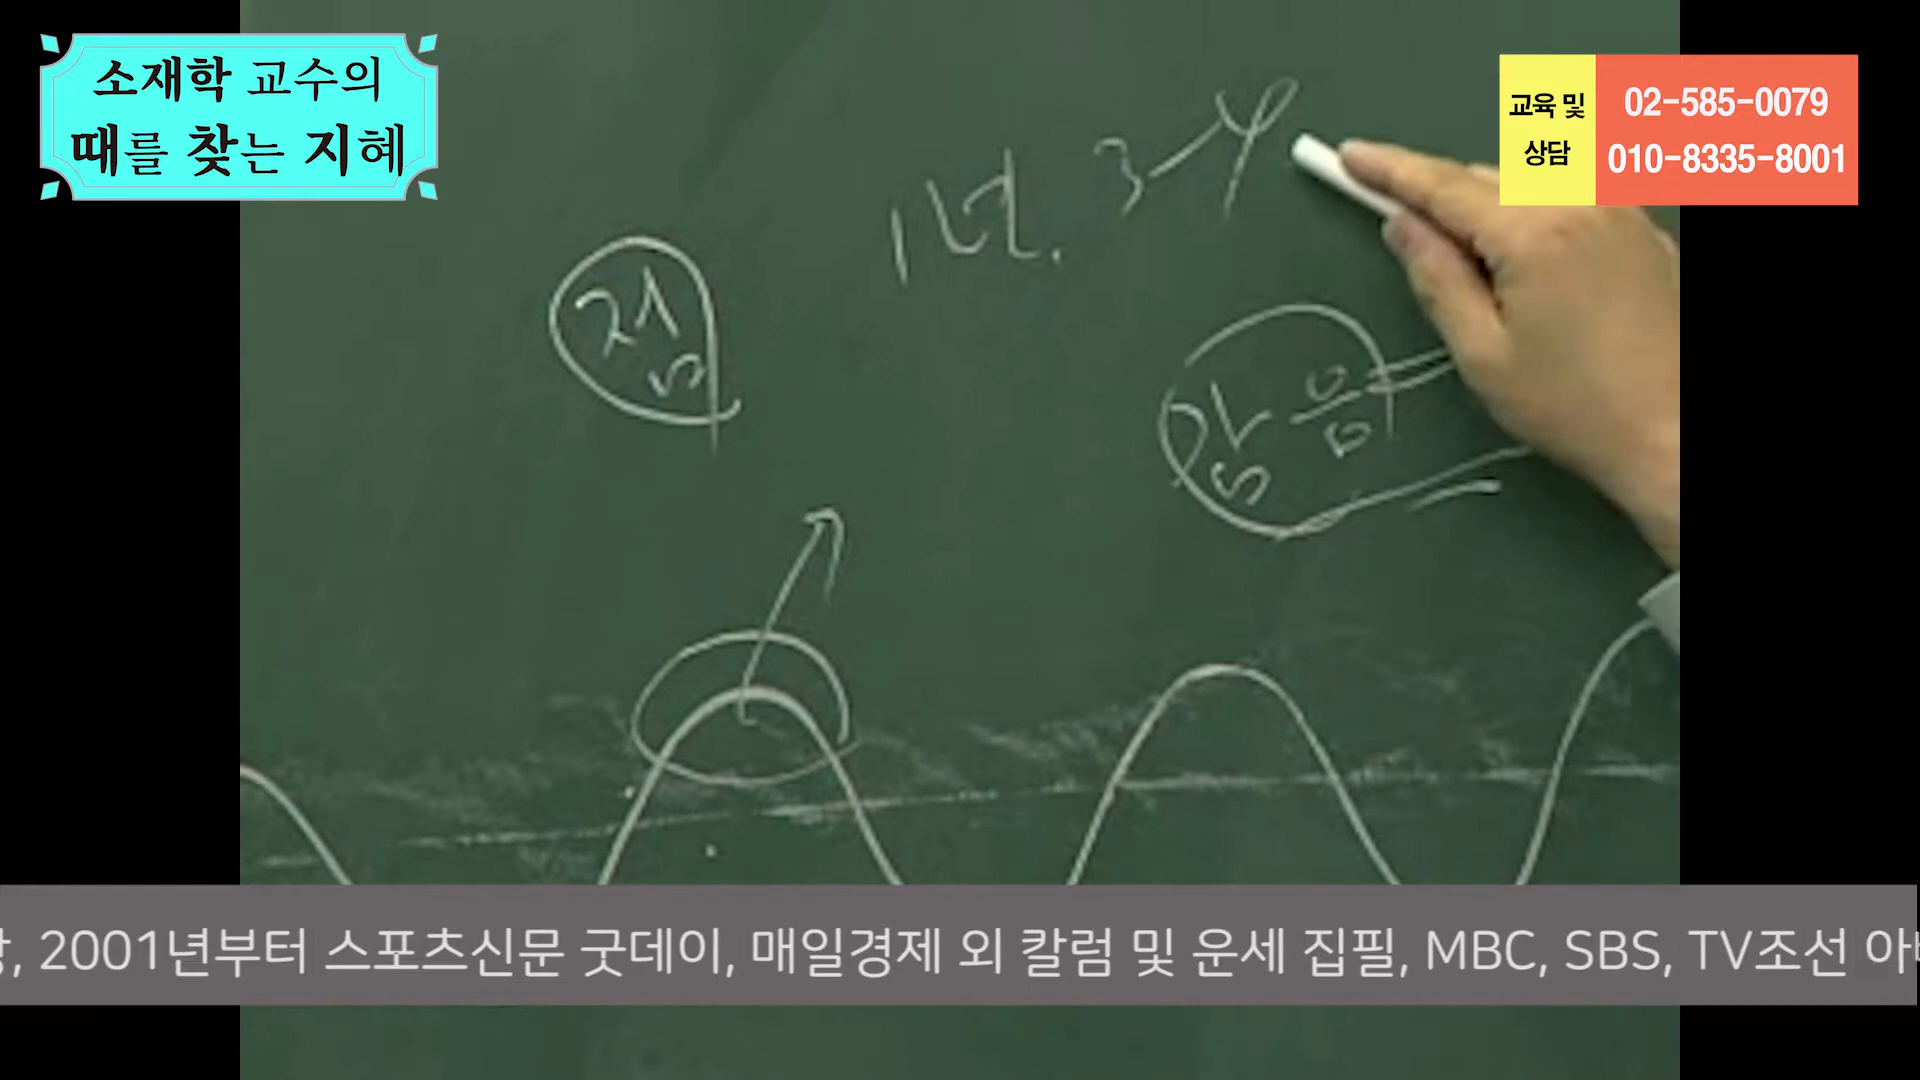 소재학 교수의
때를 찾는 지혜
교육 및
상담
02-585-0079
010-8335-8001
1년. 3-4
점
강음
, 2001년부터 스포츠신문 굿데이, 매일경제 외 칼럼 및 운세 집필, MBC, SBS, TV조선